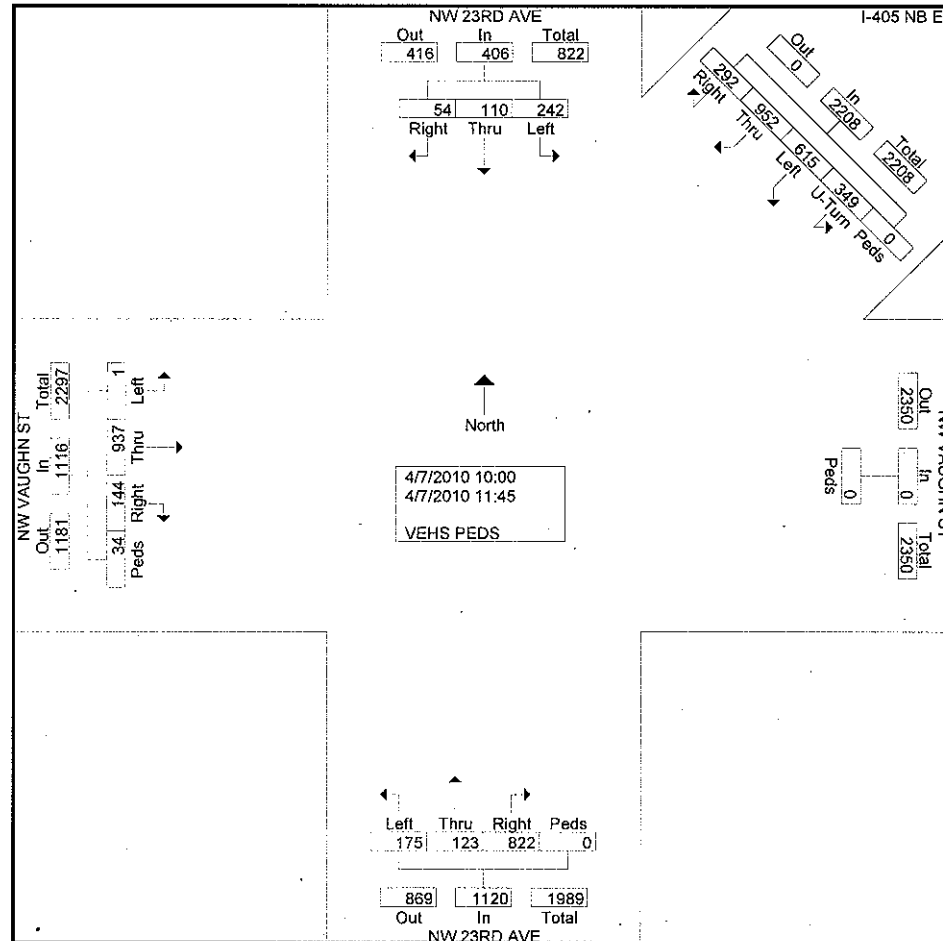 NW 23RD AVE
Out In Total
416 406 822
54 110 242
Right Thru Left
I-405 NB E
Out
0
In
2208
Total
2208
292 952 615 349 0
Right Thru Left U-Turn Peds
NW VAUGHN ST
Total In Out
2297 1116 1181
1 937 144 34
Left Thru Right Peds
North
4/7/2010 10:00
4/7/2010 11:45
VEHS PEDS
NW VAUGHN ST
Out In Total
2350 0 2350
0
Peds
Left Thru Right Peds
175 123 822 0
869 1120 1989
Out In Total
NW 23RD AVE